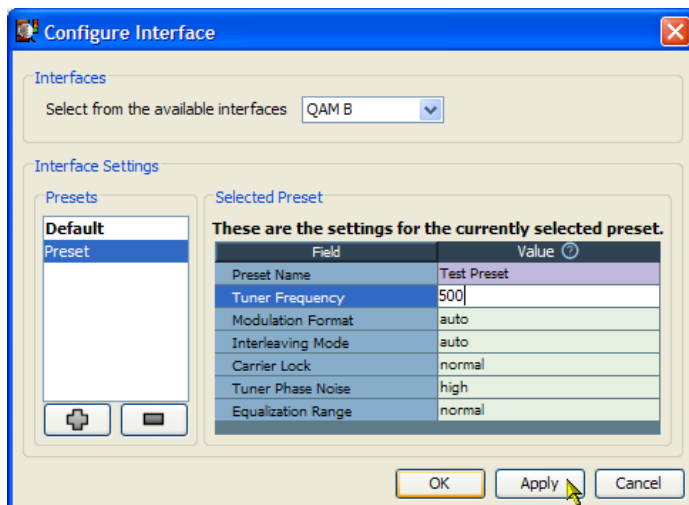 Configure Interface
Interfaces
Select from the available interfaces QAM B
Interface Settings
Presets
Default
Preset
Selected Preset
These are the settings for the currently selected preset.
Field Value ?
Preset Name Test Preset
Tuner Frequency 500
Modulation Format auto
Interleaving Mode auto
Carrier Lock normal
Tuner Phase Noise high
Equalization Range normal
OK Apply Cancel